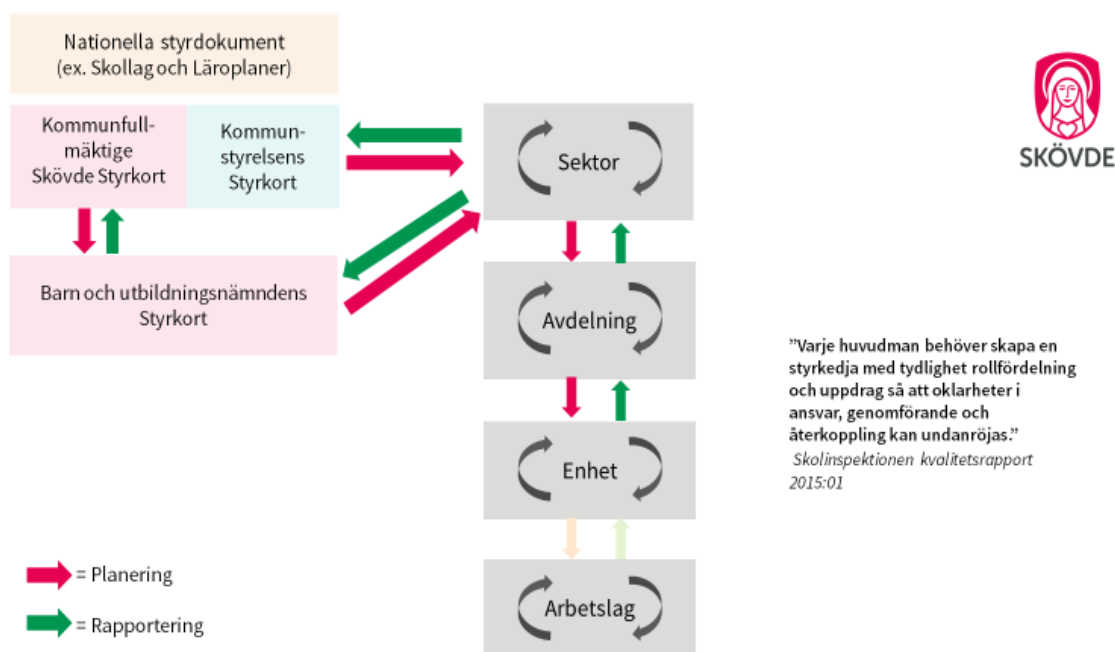 Nationella styrdokument
(ex. Skollag och Läroplaner)
Kommunfull-
mäktige
Skövde Styrkort
Kommun-
styrelsens
Styrkort
Barn och utbildningsnämndens
Styrkort
Sektor
Avdelning
Enhet
Arbetslag
SKÖVDE
”Varje huvudman behöver skapa en
styrkedja med tydlighet rollfördelning
och uppdrag så att oklarheter i
ansvar, genomförande och
återkoppling kan undanröjas.”
Skolinspektionen kvalitetsrapport
2015:01
= Planering
= Rapportering